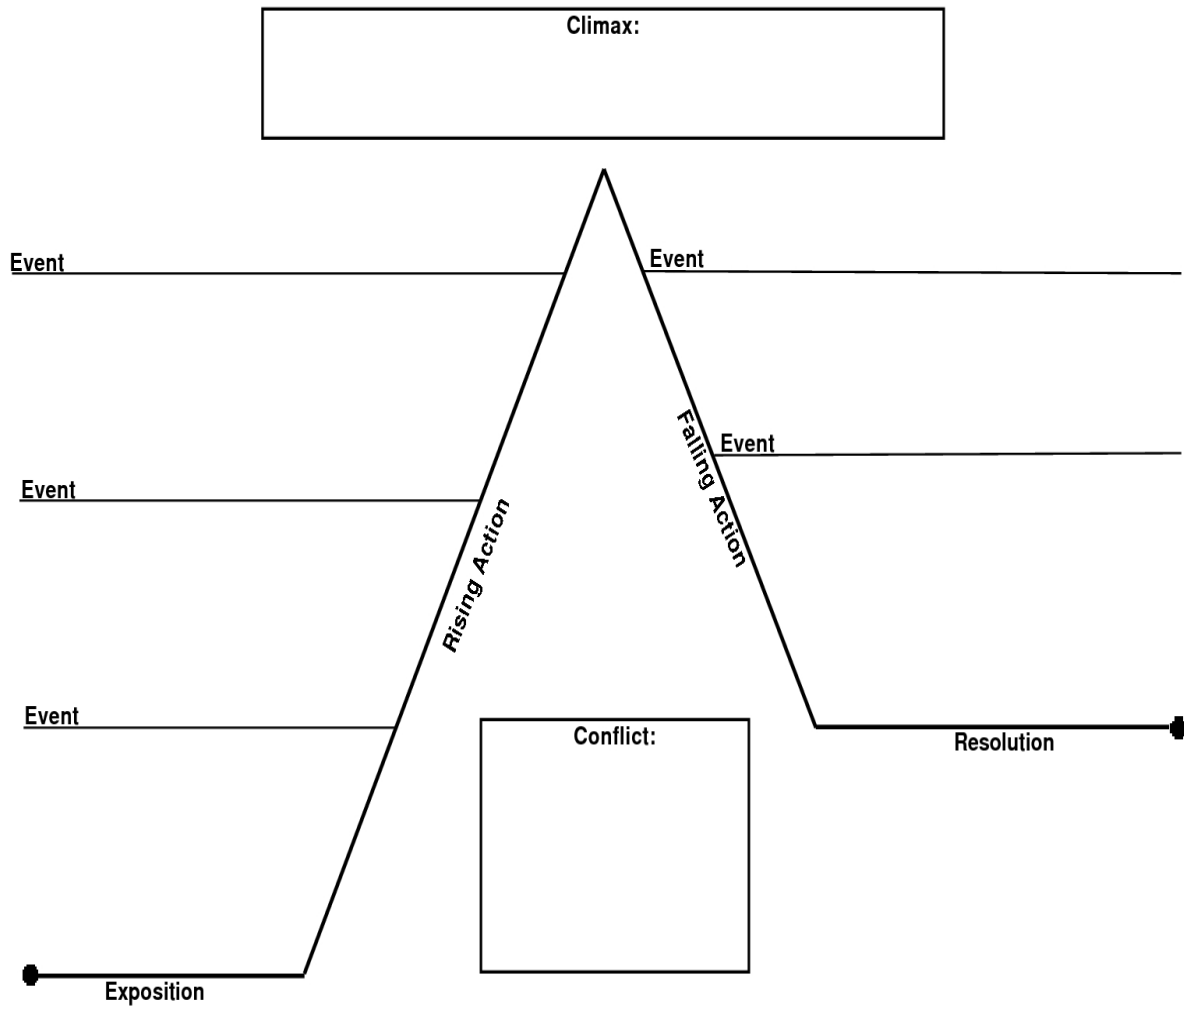 Climax:
Event
Event
Event
Falling Action
Event
Rising Action
Event
Conflict:
Resolution
Exposition